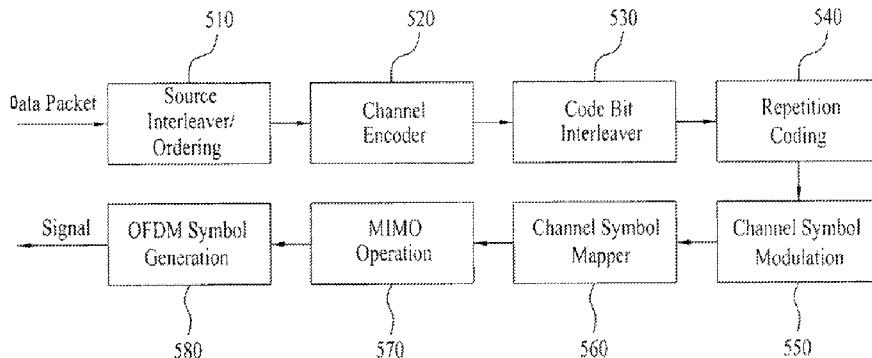 510
520
530
540
Data Packet
Source
Interleaver/
Ordering
Channel
Encoder
Code Bit
Interleaver
Repetition
Coding
Signal
OFDM Symbol
Generation
MIMO
Operation
Channel Symbol
Mapper
Channel Symbol
Modulation
580
570
560
550